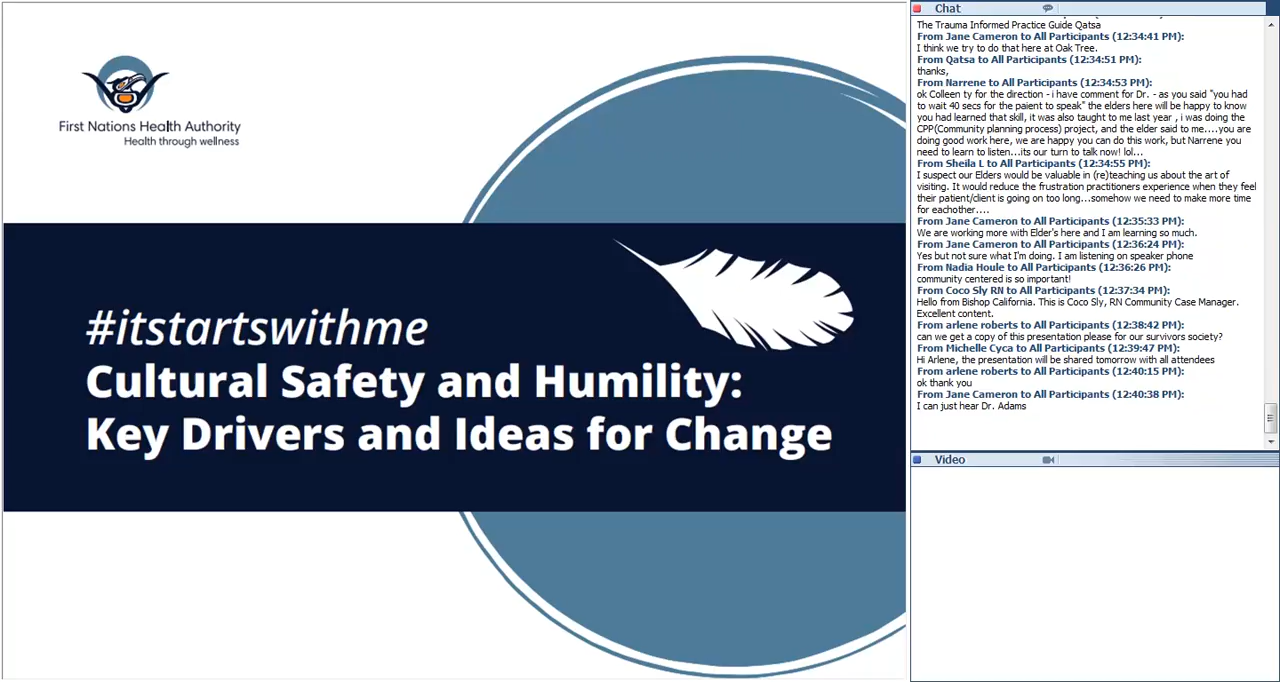 First Nations Health Authority
Health through wellness
#itstartswithme
Cultural Safety and Humility:
Key Drivers and Ideas for Change
Chat
The Trauma Informed Practice Guide Qatsa
From Jane Cameron to All Participants (12:34:41 PM):
I think we try to do that here at Oak Tree.
From Qatsa to All Participants (12:34:51 PM):
thanks,
From Narrene to All Participants (12:34:53 PM):
ok Colleen ty for the direction - i have comment for Dr. - as you said "you had
to wait 40 secs for the paient to speak" the elders here will be happy to know
you had learned that skill, it was also taught to me last year , i was doing the
CPP(Community planning process) project, and the elder said to me....you are
doing good work here, we are happy you can do this work, but Narrene you
need to learn to listen...its our turn to talk now! lol...
From Sheila L to All Participants (12:34:55 PM):
I suspect our Elders would be valuable in (re)teaching us about the art of
visiting. It would reduce the frustration practitioners experience when they feel
their patient/client is going on too long...somehow we need to make more time
for eachother....
From Jane Cameron to All Participants (12:35:33 PM):
We are working more with Elder's here and I am learning so much.
From Jane Cameron to All Participants (12:36:24 PM):
Yes but not sure what I'm doing. I am listening on speaker phone
From Nadia Houle to All Participants (12:36:26 PM):
community centered is so important!
From Coco Sly RN to All Participants (12:37:34 PM):
Hello from Bishop California. This is Coco Sly, RN Community Case Manager.
Excellent content.
From arlene roberts to All Participants (12:38:42 PM):
can we get a copy of this presentation please for our survivors society?
From Michelle Cyca to All Participants (12:39:47 PM):
Hi Arlene, the presentation will be shared tomorrow with all attendees
From arlene roberts to All Participants (12:40:15 PM):
ok thank you
From Jane Cameron to All Participants (12:40:38 PM):
I can just hear Dr. Adams
Video